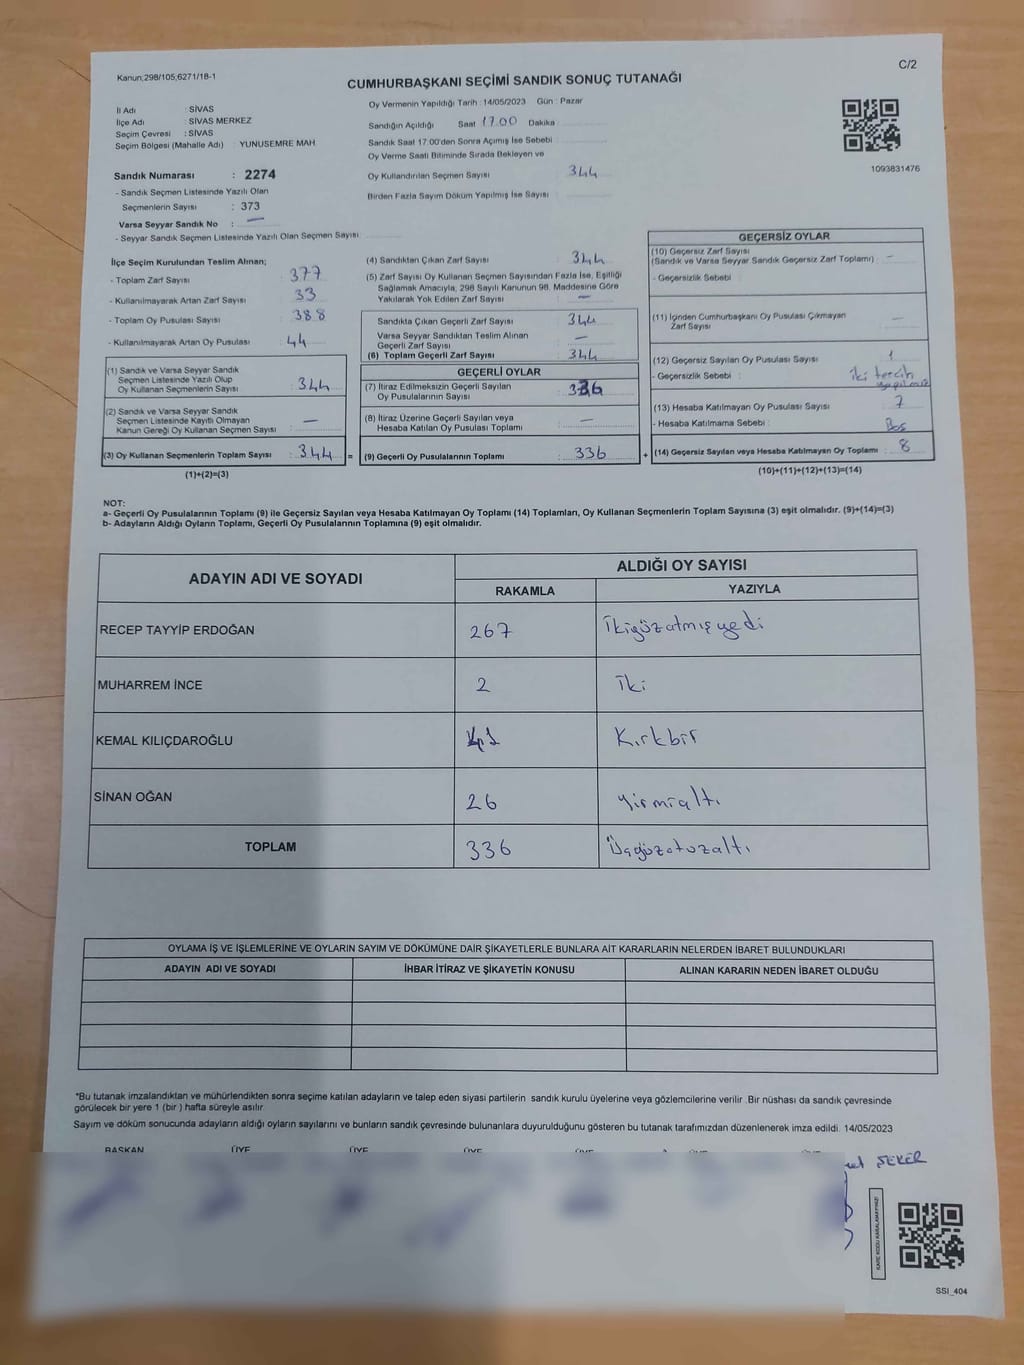 Kanun;298/105,6271/18-1
C/2
CUMHURBAŞKANI SEÇİMİ SANDIK SONUÇ TUTANAĞI
İl Adı : SİVAS
İlçe Adı : SİVAS MERKEZ
Seçim Çevresi : SİVAS
Seçim Bölgesi (Mahalle Adı) : YUNUSEMRE MAH.
Oy Vermenin Yapıldığı Tarih : 14/05/2023 Gün : Pazar
Sandığın Açıldığı Saat 17.00 Dakika
Sandık Saat 17:00'den Sonra Açımış İse Sebebi :
Oy Verme Saati Bitiminde Sırada Bekleyen ve
Oy Kullandırılan Seçmen Sayısı : 344
Birden Fazla Sayım Döküm Yapılmış İse Sayısı :
1093831476
Sandık Numarası : 2274
- Sandık Seçmen Listesinde Yazılı Olan
Seçmenlerin Sayısı : 373
Varsa Seyyar Sandık No : —
- Seyyar Sandık Seçmen Listesinde Yazılı Olan Seçmen Sayısı
İlçe Seçim Kurulundan Teslim Alınan;
- Toplam Zarf Sayısı : 377
- Kullanılmayarak Artan Zarf Sayısı : 33
- Toplam Oy Pusulası Sayısı : 388
- Kullanılmayarak Artan Oy Pusulası : 44
(1) Sandık ve Varsa Seyyar Sandık
Seçmen Listesinde Yazılı Olup
Oy Kullanan Seçmenlerin Sayısı : 344
(2) Sandık ve Varsa Seyyar Sandık
Seçmen Listesinde Kayıtlı Olmayan
Kanun Gereği Oy Kullanan Seçmen Sayısı : —
(3) Oy Kullanan Seçmenlerin Toplam Sayısı : 344 =
(1)+(2)=(3)
(4) Sandıktan Çıkan Zarf Sayısı : 344
(5) Zarf Sayısı Oy Kullanan Seçmen Sayısından Fazla İse, Eşitliği
Sağlamak Amacıyla, 298 Sayılı Kanunun 98. Maddesine Göre
Yakılarak Yok Edilen Zarf Sayısı : —
Sandıkta Çıkan Geçerli Zarf Sayısı : 344
Varsa Seyyar Sandıktan Teslim Alınan
Geçerli Zarf Sayısı : —
(6) Toplam Geçerli Zarf Sayısı : 344
GEÇERLİ OYLAR
(7) İtiraz Edilmeksizin Geçerli Sayılan
Oy Pusulasının Sayısı : 336
(8) İtiraz Üzerine Geçerli Sayılan veya
Hesaba Katılan Oy Pusulası Toplamı : —
(9) Geçerli Oy Pusulalarının Toplamı : 336 +
GEÇERSİZ OYLAR
(10) Geçersiz Zarf Sayısı
(Sandık ve Varsa Seyyar Sandık Geçersiz Zarf Toplamı) : —
- Geçersizlik Sebebi :
(11) İçinden Cumhurbaşkanı Oy Pusulası Çıkmayan
Zarf Sayısı : —
(12) Geçersiz Sayılan Oy Pusulası Sayısı : 1
- Geçersizlik Sebebi : iki tercih
yapılmış
(13) Hesaba Katılmayan Oy Pusulası Sayısı : 7
- Hesaba Katılmama Sebebi : Boş
(14) Geçersiz Sayılan veya Hesaba Katılmayan Oy Toplamı : 8
(10)+(11)+(12)+(13)=(14)
NOT:
a- Geçerli Oy Pusulalarının Toplamı (9) ile Geçersiz Sayılan veya Hesaba Katılmayan Oy Toplamı (14) Toplamları, Oy Kullanan Seçmenlerin Toplam Sayısına (3) eşit olmalıdır. (9)+(14)=(3)
b- Adayların Aldığı Oyların Toplamı, Geçerli Oy Pusulalarının Toplamına (9) eşit olmalıdır.
ADAYIN ADI VE SOYADI
ALDIĞI OY SAYISI
RAKAMLA YAZIYLA
RECEP TAYYİP ERDOĞAN 267 İkiyüzatmışyedi
MUHARREM İNCE 2 İki
KEMAL KILIÇDAROĞLU 41 Kırkbir
SİNAN OĞAN 26 yirmialtı
TOPLAM 336 Üçyüzotuzaltı
OYLAMA İŞ VE İŞLEMLERİNE VE OYLARIN SAYIM VE DÖKÜMÜNE DAİR ŞİKAYETLERLE BUNLARA AİT KARARLARIN NELERDEN İBARET BULUNDUKLARI
ADAYIN ADI VE SOYADI İHBAR İTİRAZ VE ŞİKAYETİN KONUSU ALINAN KARARIN NEDEN İBARET OLDUĞU
*Bu tutanak imzalandıktan ve mühürlendikten sonra seçime katılan adayların ve talep eden siyasi partilerin sandık kurulu üyelerine veya gözlemcilerine verilir. Bir nüshası da sandık çevresinde
görülecek bir yere 1 (bir) hafta süreyle asılır.
Sayım ve döküm sonucunda adayların aldığı oyların sayılarını ve bunların sandık çevresinde bulunanlara duyurulduğunu gösteren bu tutanak tarafımızdan düzenlenerek imza edildi. 14/05/2023
BAŞKAN ÜYE ÜYE ÜYE
ŞEKER
KARE KODU KARALAMAYINIZ!
SSI_404